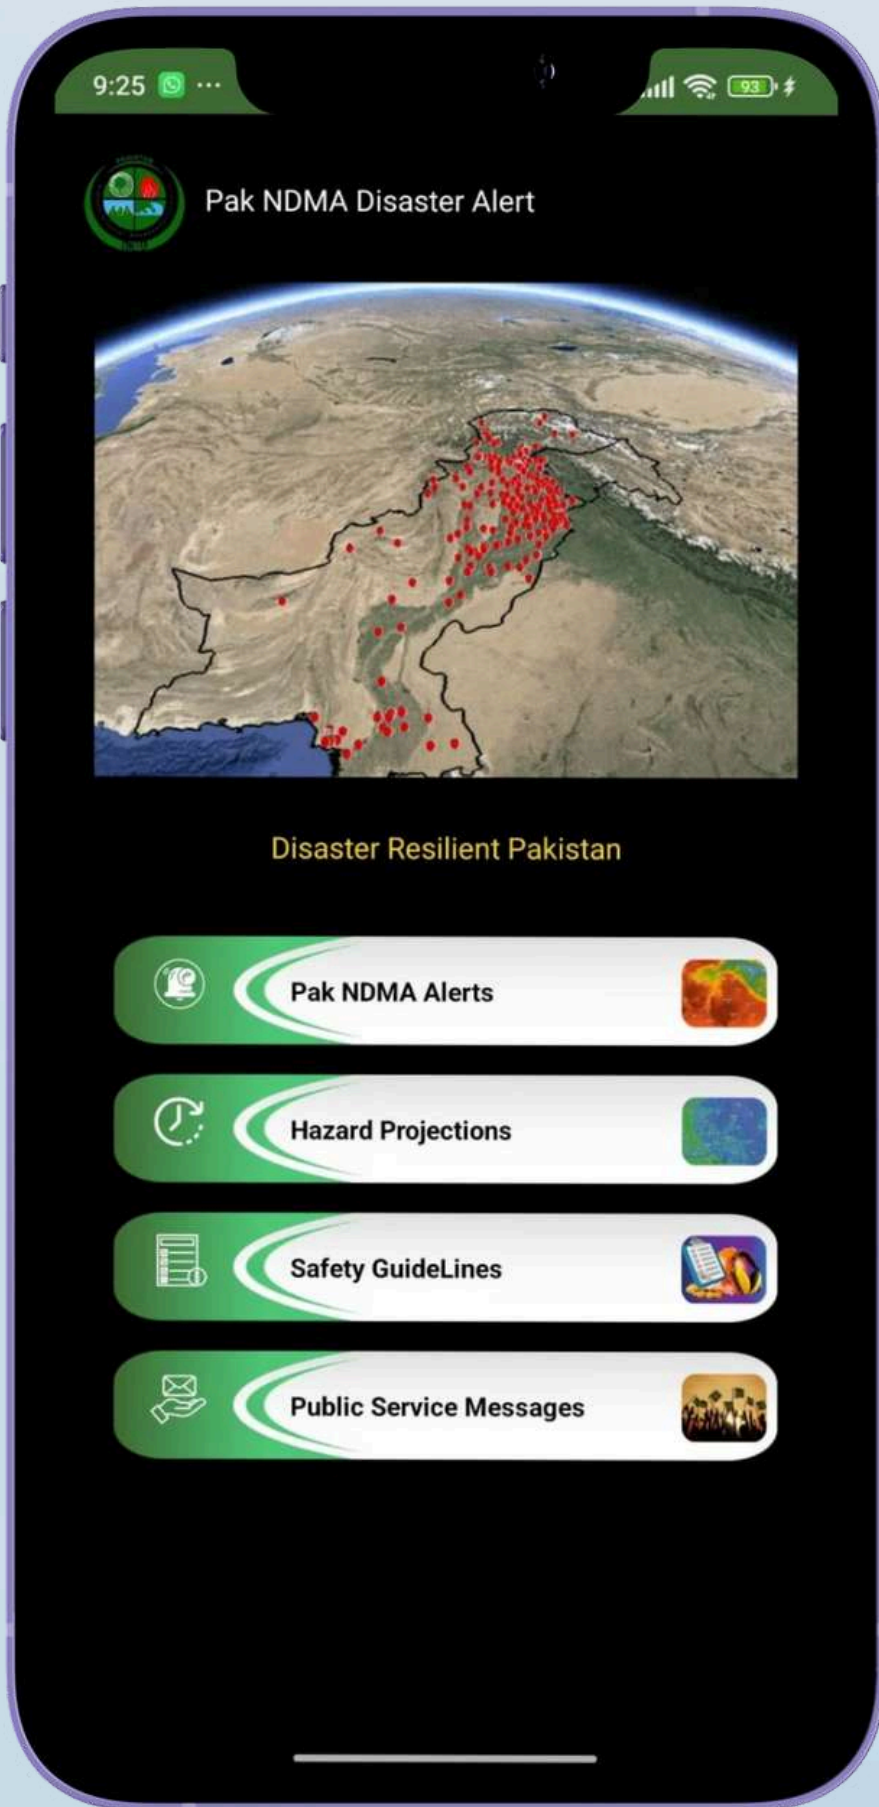 9:25
93
Pak NDMA Disaster Alert
Disaster Resilient Pakistan
Pak NDMA Alerts
Hazard Projections
Safety GuideLines
Public Service Messages